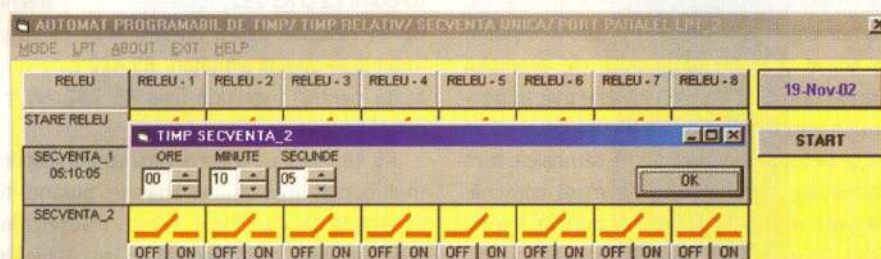 AUTOMAT PROGRAMABIL DE TIMP/ TIMP RELATIV/ SECVENTA UNICA/ PORT PARALEL LPT_2
MODE LPT ABOUT EXIT HELP
RELEU RELEU - 1 RELEU - 2 RELEU - 3 RELEU - 4 RELEU - 5 RELEU - 6 RELEU - 7 RELEU - 8
19-Nov-02
STARE RELEU
START
TIMP SECVENTA_2
SECVENTA_1
05:10:05
ORE MINUTE SECUNDE
00 10 05
OK
SECVENTA_2
OFF ON OFF ON OFF ON OFF ON OFF ON OFF ON OFF ON OFF ON